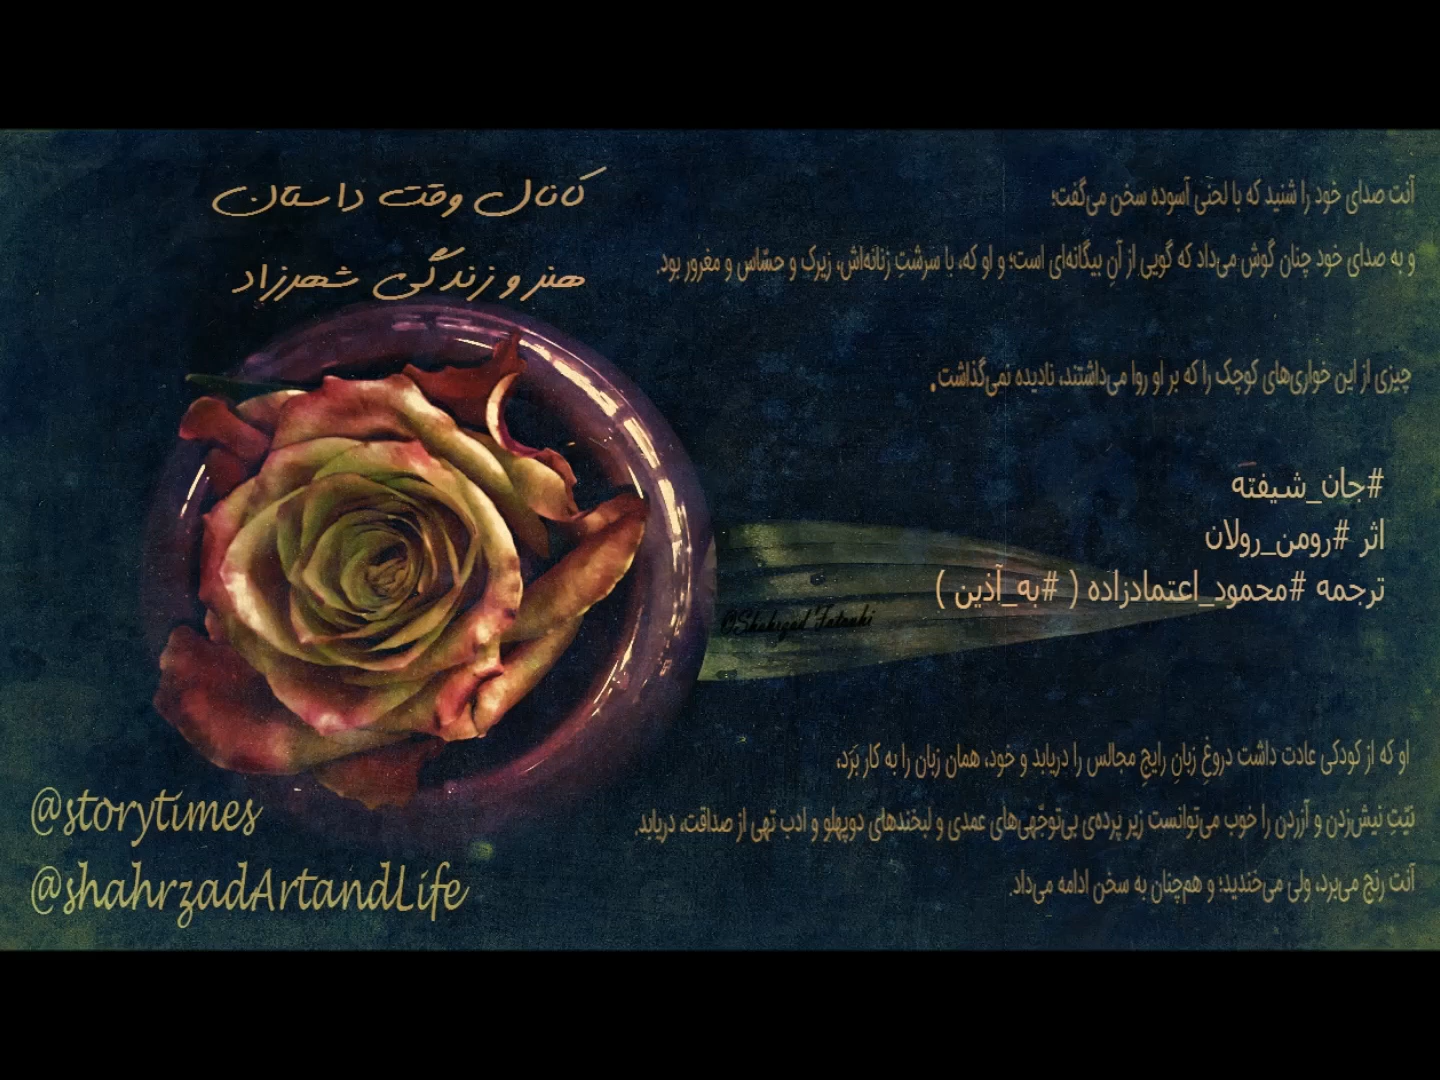 کانال وقت داستان
هنر و زندگی شهرزاد
آنت صدای خود را شنید که با لحنی آسوده سخن می‌گفت؛
و به صدای خود چنان گوش می‌داد که گویی از آنِ بیگانه‌ای است؛ و او که، با سرشتِ زنانه‌اش، زیرک و حسّاس و مغرور بود.
چیزی از این خواری‌های کوچک را که بر او روا می‌داشتند، نادیده نمی‌گذاشت.
#جان_شیفته
اثر #رومن_رولان
ترجمه #محمود_اعتمادزاده ( #به_آذین )
@Shahrzad Fatouhi
او که از کودکی عادت داشت دروغِ زبانِ رایجِ مجالس را دریابد و خود، همان زبان را به کار بَرَد،
نیّتِ نیش‌زدن و آزردن را خوب می‌توانست زیر پرده‌ی بی‌توجّهی‌های عمدی و لبخندهای دوپهلو و ادب تهی از صداقت، دریابد.
آنت رنج می‌برد، ولی می‌خندید؛ و هم‌چنان به سخن ادامه می‌داد.
@storytimes
@shahrzadArtandLife